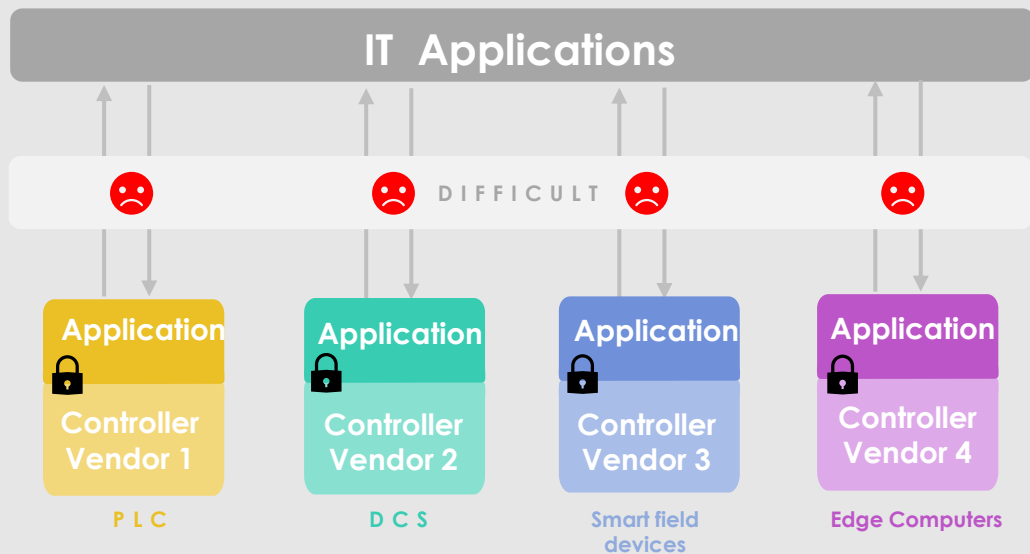 IT Applications
DIFFICULT
Application
Controller
Vendor 1
PLC
Application
Controller
Vendor 2
DCS
Application
Controller
Vendor 3
Smart field
devices
Application
Controller
Vendor 4
Edge Computers